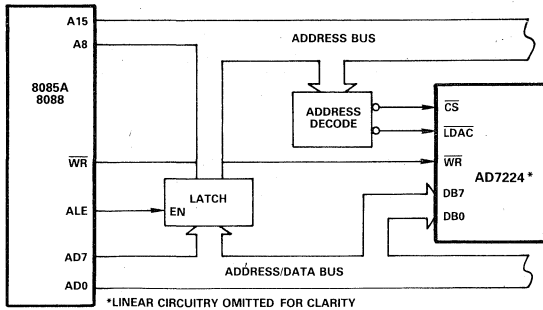 A15
ADDRESS BUS
A8
8085A
8088
ADDRESS
DECODE
CS
LDAC
WR
WR
AD7224*
LATCH
DB7
ALE
EN
DB0
AD7
ADDRESS/DATA BUS
AD0
*LINEAR CIRCUITRY OMITTED FOR CLARITY